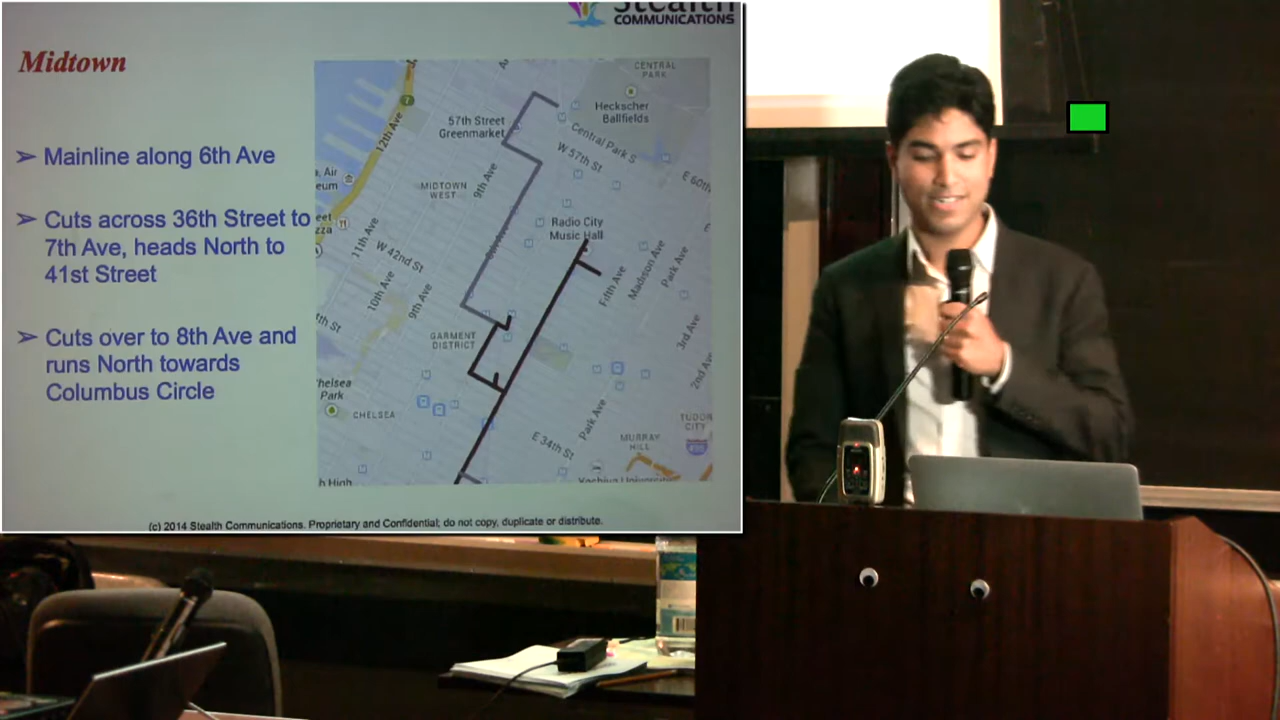 Stealth
COMMUNICATIONS
Midtown
➢ Mainline along 6th Ave
➢ Cuts across 36th Street to
7th Ave, heads North to
41st Street
➢ Cuts over to 8th Ave and
runs North towards
Columbus Circle
CENTRAL
PARK
Heckscher
Ballfields
57th Street
Greenmarket
Central Park S
W 57th St
E 60th
12th Ave
MIDTOWN
WEST
9th Ave
Radio City
Music Hall
11th Ave
W 42nd St
10th Ave
9th Ave
Fifth Ave
Madison Ave
Park Ave
GARMENT
DISTRICT
3rd Ave
2nd Ave
helsea
Park
CHELSEA
Park Ave
E 34th St
MURRAY
HILL
TUDOR
CITY
h High
(c) 2014 Stealth Communications. Proprietary and Confidential; do not copy, duplicate or distribute.